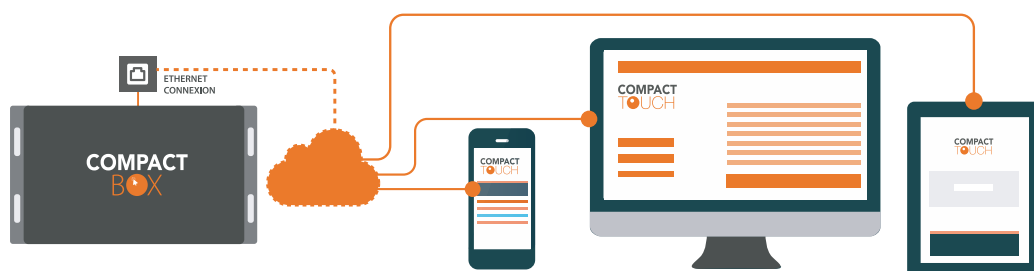 ETHERNET
CONNEXION
COMPACT
BOX
COMPACT
TOUCH
COMPACT
TOUCH
COMPACT
TOUCH